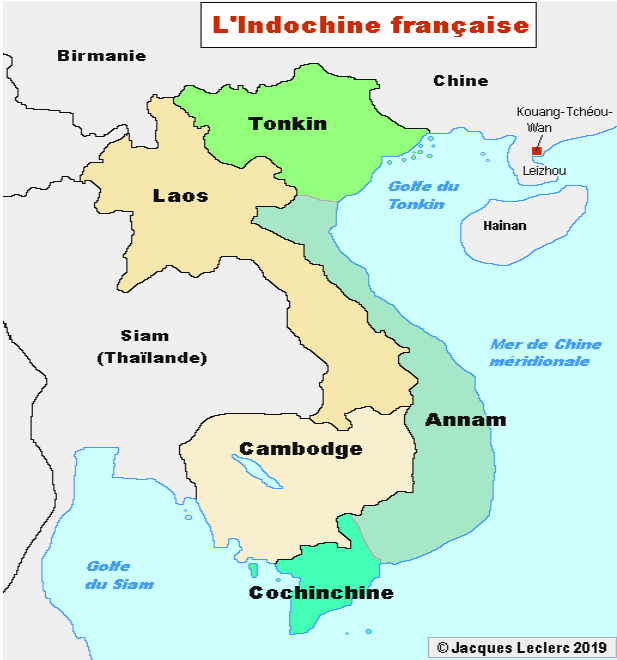 L'Indochine française
Birmanie
Chine
Kouang-Tchéou-
Wan
Tonkin
Leizhou
Laos
Golfe du
Tonkin
Hainan
Siam
(Thaïlande)
Mer de Chine
méridionale
Annam
Cambodge
Golfe
du Siam
Cochinchine
© Jacques Leclerc 2019